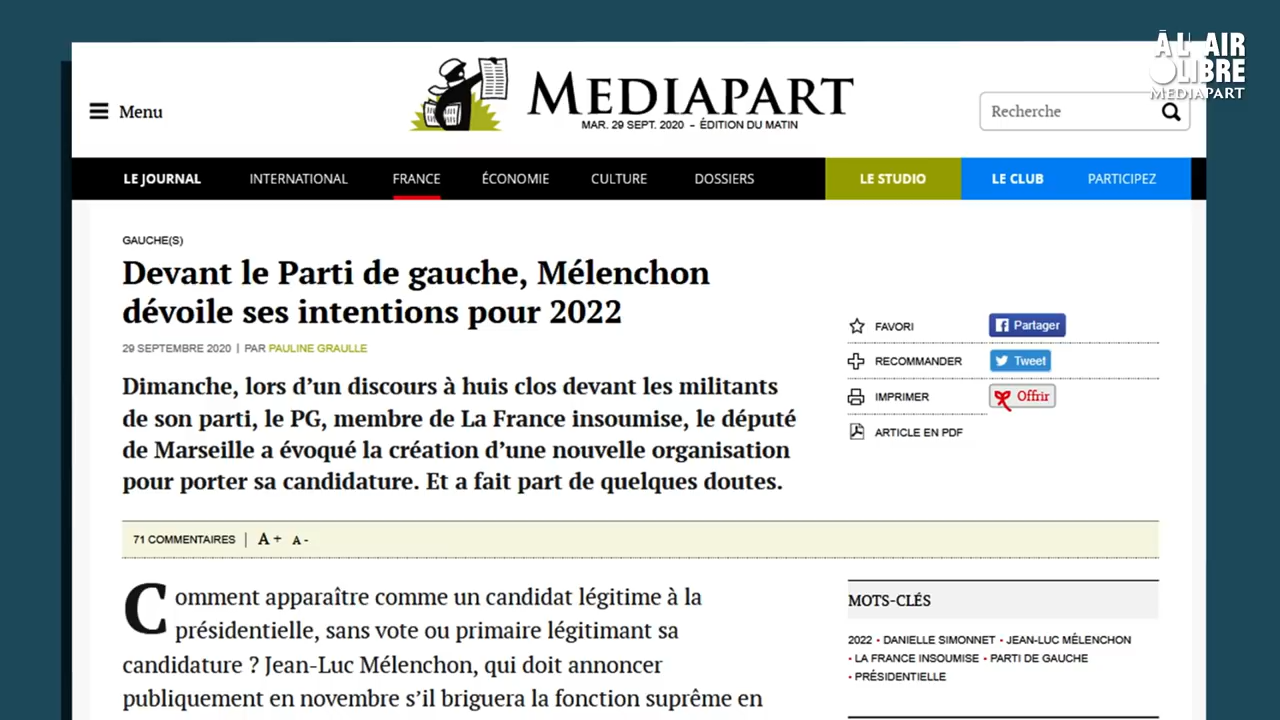 À L'AIR
LIBRE
MEDIAPART
Menu
MEDIAPART
MAR. 29 SEPT. 2020 – ÉDITION DU MATIN
Recherche
LE JOURNAL INTERNATIONAL FRANCE ÉCONOMIE CULTURE DOSSIERS LE STUDIO LE CLUB PARTICIPEZ
GAUCHE(S)
Devant le Parti de gauche, Mélenchon
dévoile ses intentions pour 2022
29 SEPTEMBRE 2020 | PAR PAULINE GRAULLE
Dimanche, lors d'un discours à huis clos devant les militants
de son parti, le PG, membre de La France insoumise, le député
de Marseille a évoqué la création d'une nouvelle organisation
pour porter sa candidature. Et a fait part de quelques doutes.
FAVORI Partager
RECOMMANDER Tweet
IMPRIMER Offrir
ARTICLE EN PDF
71 COMMENTAIRES | A + A -
Comment apparaître comme un candidat légitime à la
présidentielle, sans vote ou primaire légitimant sa
candidature ? Jean-Luc Mélenchon, qui doit annoncer
publiquement en novembre s'il briguera la fonction suprême en
MOTS-CLÉS
2022 • DANIELLE SIMONNET • JEAN-LUC MÉLENCHON
• LA FRANCE INSOUMISE • PARTI DE GAUCHE
• PRÉSIDENTIELLE